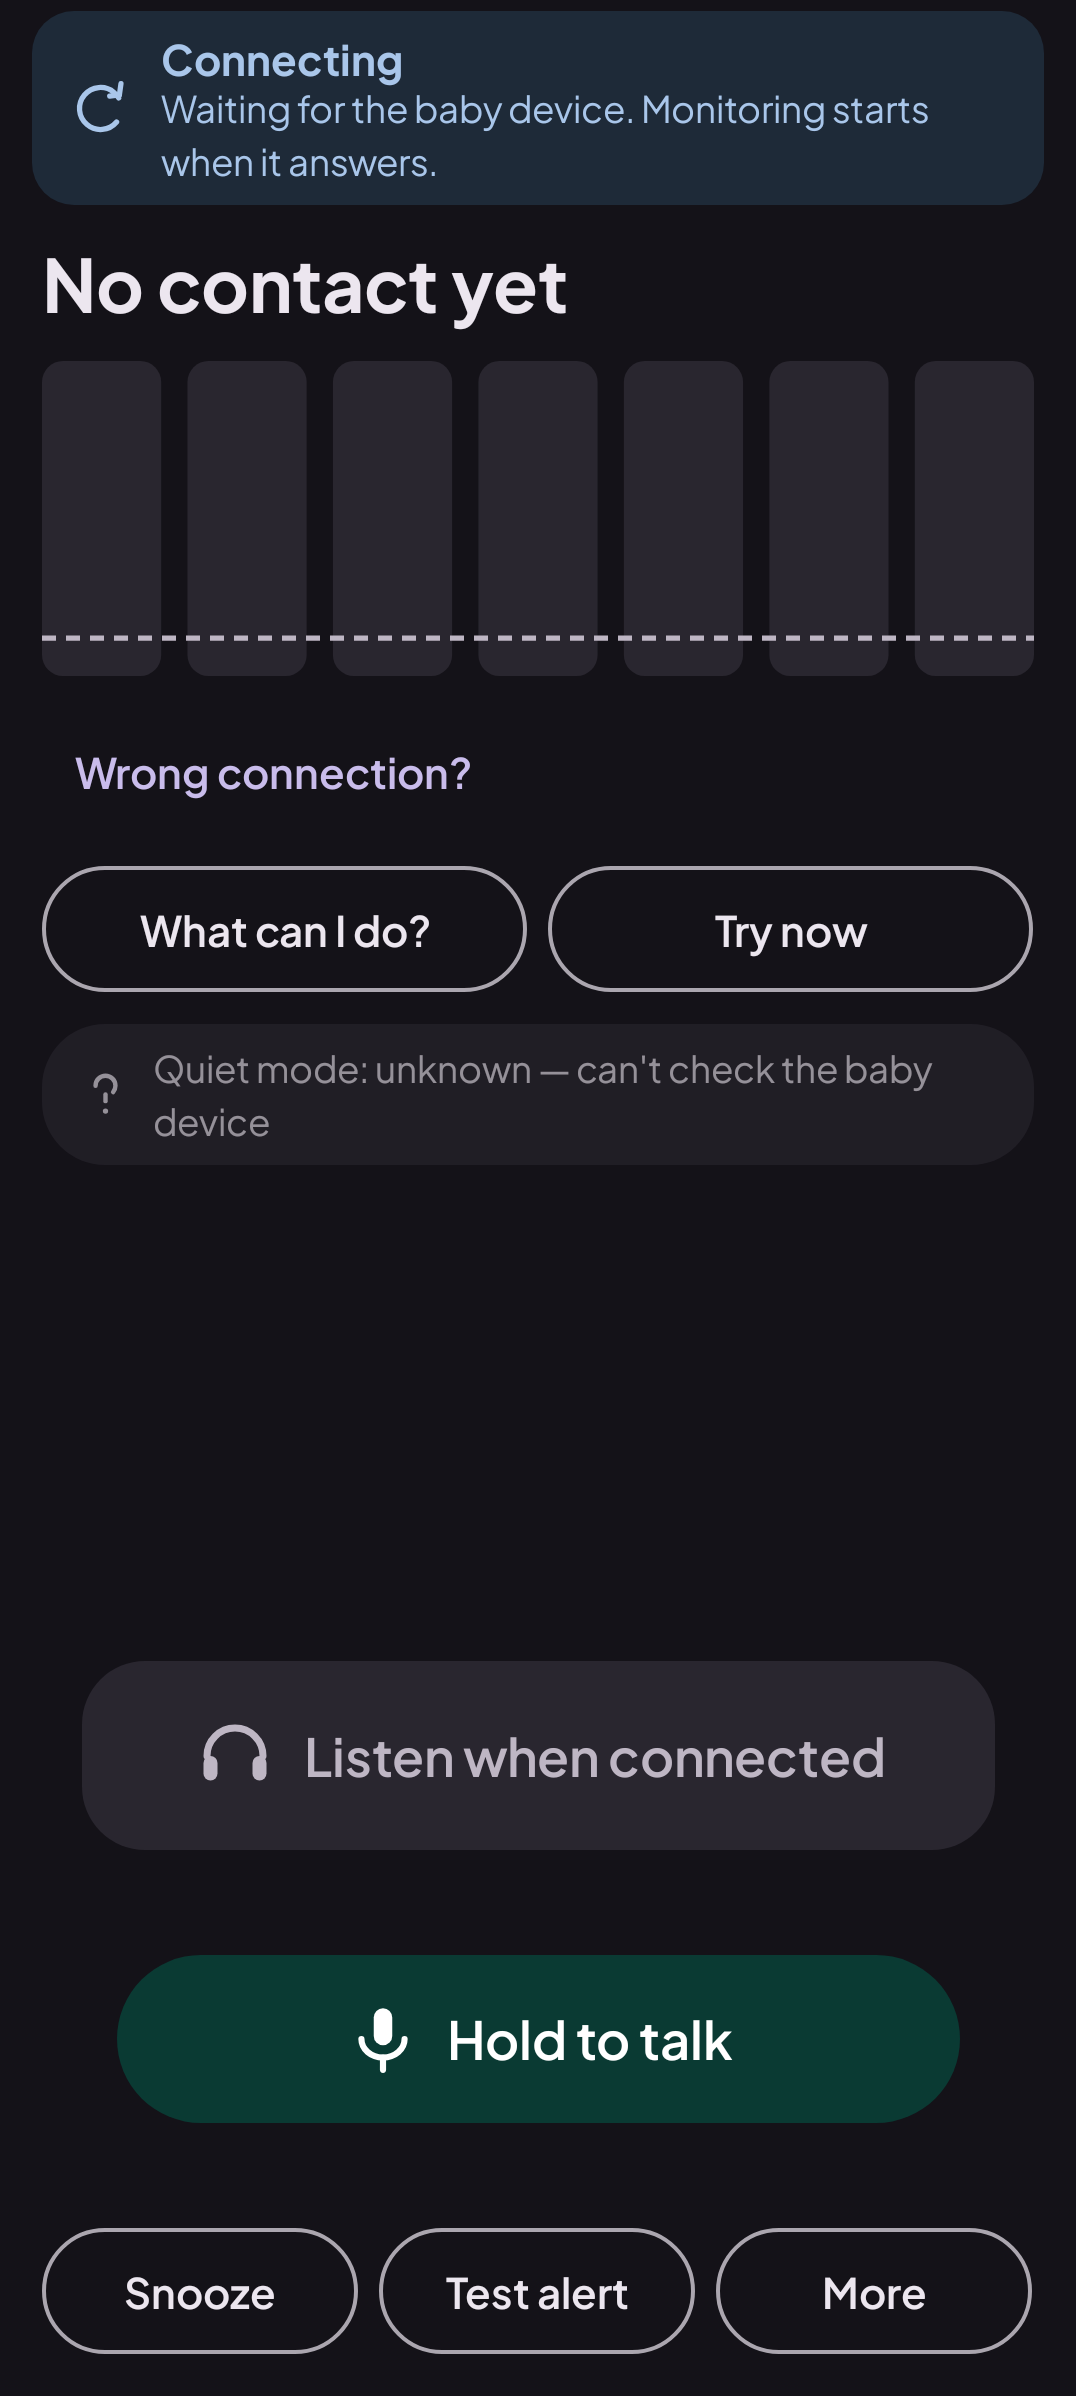 Connecting
Waiting for the baby device. Monitoring starts
when it answers.
No contact yet
Wrong connection?
What can I do?
Try now
Quiet mode: unknown — can't check the baby
device
Listen when connected
Hold to talk
Snooze
Test alert
More